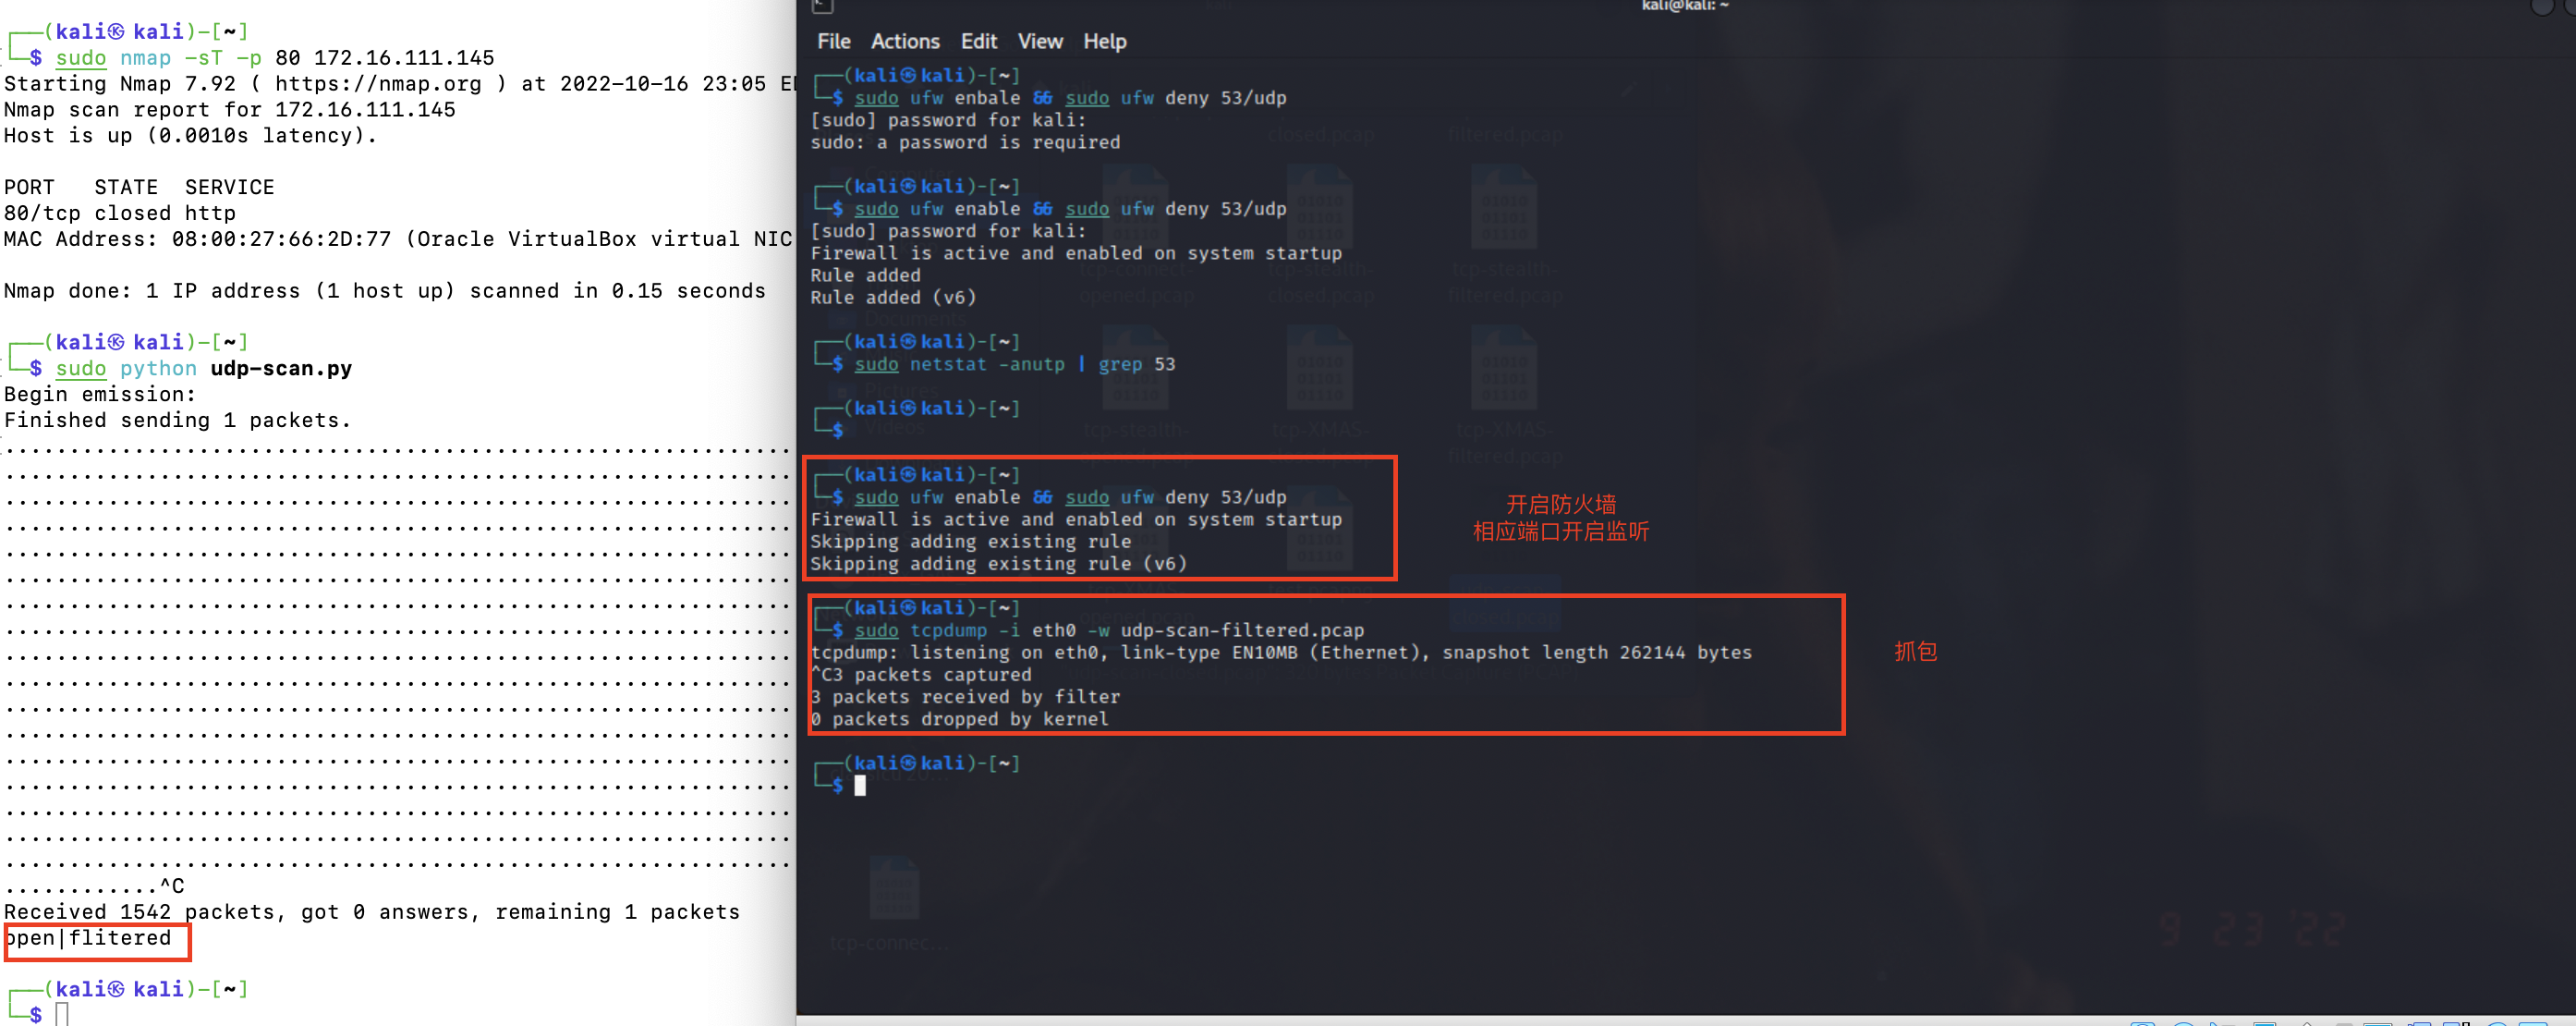 ┌──(kali㉿kali)-[~]
└─$ sudo nmap -sT -p 80 172.16.111.145
Starting Nmap 7.92 ( https://nmap.org ) at 2022-10-16 23:05
Nmap scan report for 172.16.111.145
Host is up (0.0010s latency).
PORT   STATE  SERVICE
80/tcp closed http
MAC Address: 08:00:27:66:2D:77 (Oracle VirtualBox virtual NIC
Nmap done: 1 IP address (1 host up) scanned in 0.15 seconds
┌──(kali㉿kali)-[~]
└─$ sudo python udp-scan.py
Begin emission:
Finished sending 1 packets.
............^C
Received 1542 packets, got 0 answers, remaining 1 packets
open|flitered
┌──(kali㉿kali)-[~]
└─$
kali@kali: ~
File Actions Edit View Help
┌──(kali㉿kali)-[~]
└─$ sudo ufw enbale && sudo ufw deny 53/udp
[sudo] password for kali:
sudo: a password is required
┌──(kali㉿kali)-[~]
└─$ sudo ufw enable && sudo ufw deny 53/udp
[sudo] password for kali:
Firewall is active and enabled on system startup
Rule added
Rule added (v6)
┌──(kali㉿kali)-[~]
└─$ sudo netstat -anutp | grep 53
┌──(kali㉿kali)-[~]
└─$
┌──(kali㉿kali)-[~]
└─$ sudo ufw enable && sudo ufw deny 53/udp
Firewall is active and enabled on system startup
Skipping adding existing rule
Skipping adding existing rule (v6)
开启防火墙
相应端口开启监听
┌──(kali㉿kali)-[~]
└─$ sudo tcpdump -i eth0 -w udp-scan-filtered.pcap
tcpdump: listening on eth0, link-type EN10MB (Ethernet), snapshot length 262144 bytes
^C3 packets captured
3 packets received by filter
0 packets dropped by kernel
抓包
┌──(kali㉿kali)-[~]
└─$
tcp-connec...
9 23 '22